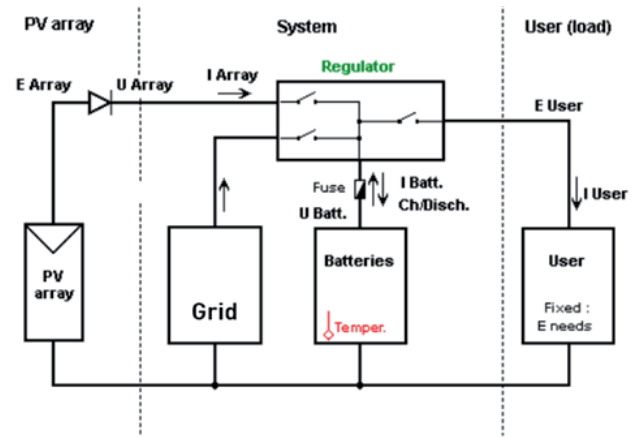 PV array
System
User (load)
Regulator
E Array
U Array
I Array
E User
Fuse
I Batt.
Ch/Disch.
U Batt.
I User
PV
array
Grid
Batteries
Temper.
User
Fixed :
E needs